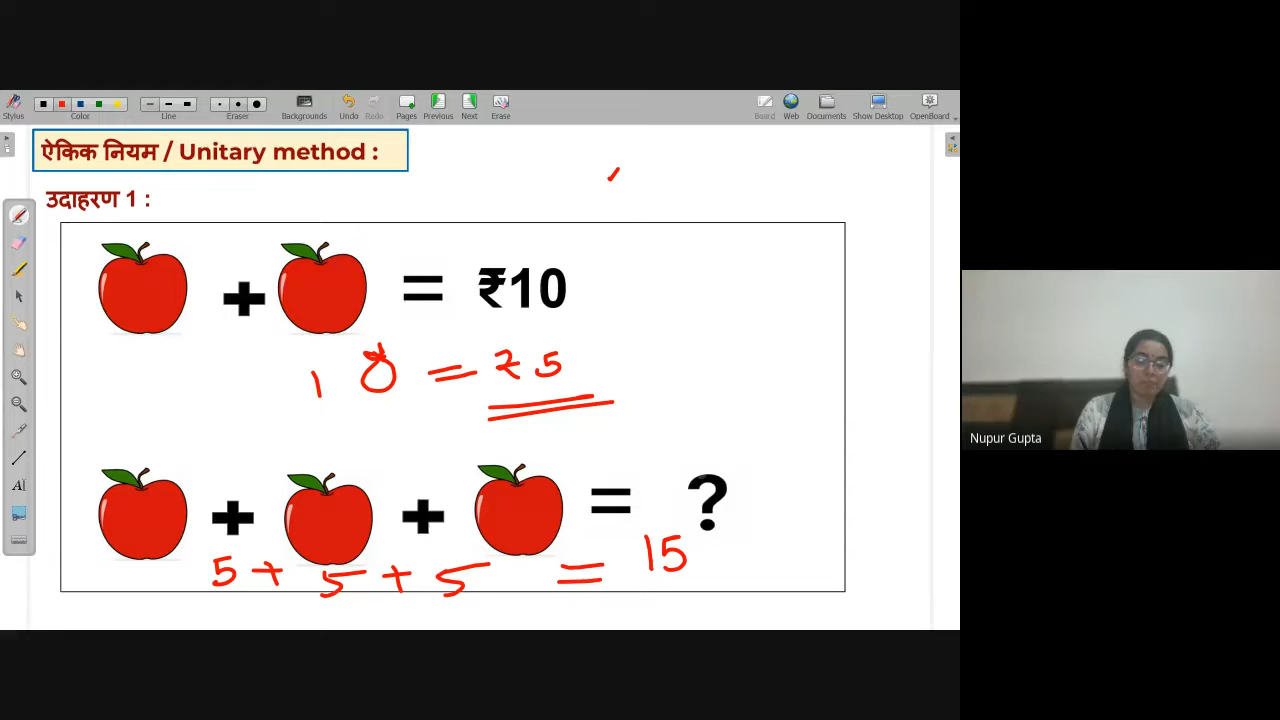 Stylus
Color
Line
Eraser
Backgrounds
Undo
Redo
Pages
Previous
Next
Erase
Board
Web
Documents
Show Desktop
OpenBoard
ऐकिक नियम / Unitary method :
उदाहरण 1 :
+ = ₹10
1 = ₹ 5
+ + = ?
5 + 5 + 5 = 15
Nupur Gupta